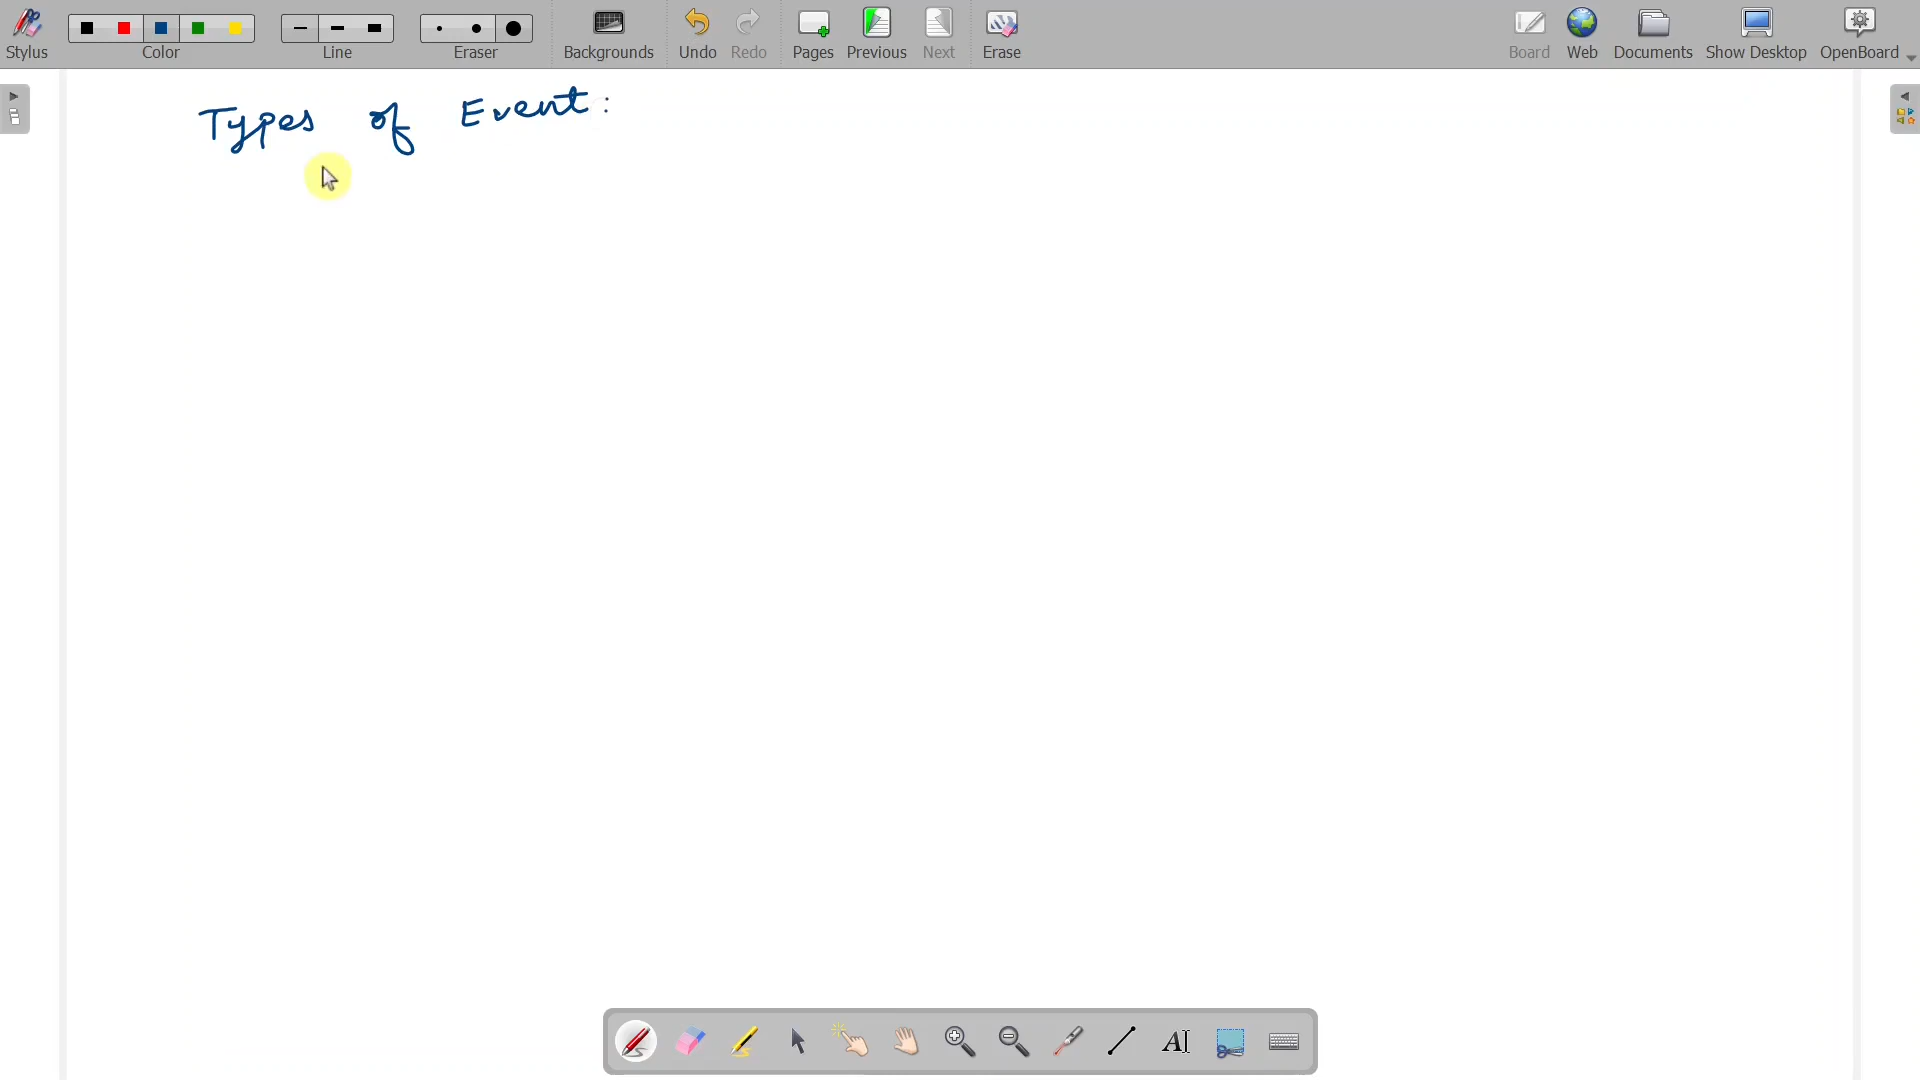 Stylus Color Line Eraser Backgrounds Undo Redo Pages Previous Next Erase Board Web Documents Show Desktop OpenBoard
Types of Event :
AI